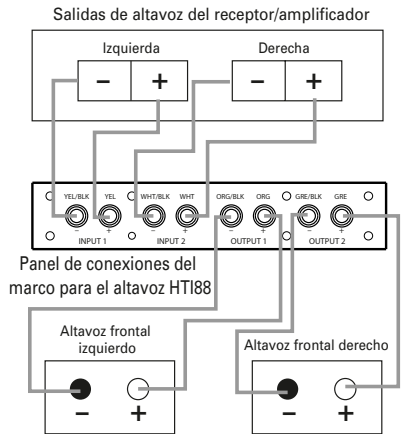 Salidas de altavoz del receptor/amplificador
Izquierda Derecha
– + – +
YEL/BLK YEL WHT/BLK WHT ORG/BLK ORG GRE/BLK GRE
– + – + – + – +
INPUT 1 INPUT 2 OUTPUT 1 OUTPUT 2
Panel de conexiones del
marco para el altavoz HTI88
Altavoz frontal
izquierdo
Altavoz frontal derecho
– + – +